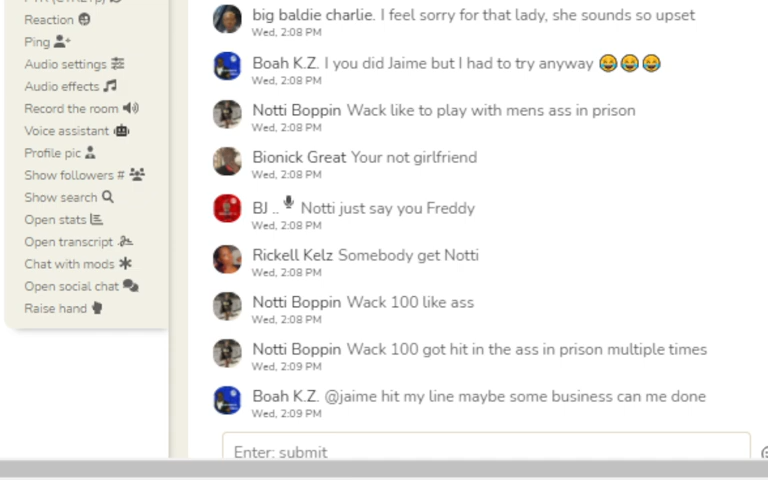 Reaction
Ping
Audio settings
Audio effects
Record the room
Voice assistant
Profile pic
Show followers #
Show search
Open stats
Open transcript
Chat with mods
Open social chat
Raise hand
big baldie charlie. I feel sorry for that lady, she sounds so upset
Wed, 2:08 PM
Boah K.Z. I you did Jaime but I had to try anyway 😂😂😂
Wed, 2:08 PM
Notti Boppin Wack like to play with mens ass in prison
Wed, 2:08 PM
Bionick Great Your not girlfriend
Wed, 2:08 PM
BJ .. Notti just say you Freddy
Wed, 2:08 PM
Rickell Kelz Somebody get Notti
Wed, 2:08 PM
Notti Boppin Wack 100 like ass
Wed, 2:08 PM
Notti Boppin Wack 100 got hit in the ass in prison multiple times
Wed, 2:09 PM
Boah K.Z. @jaime hit my line maybe some business can me done
Wed, 2:09 PM
Enter: submit